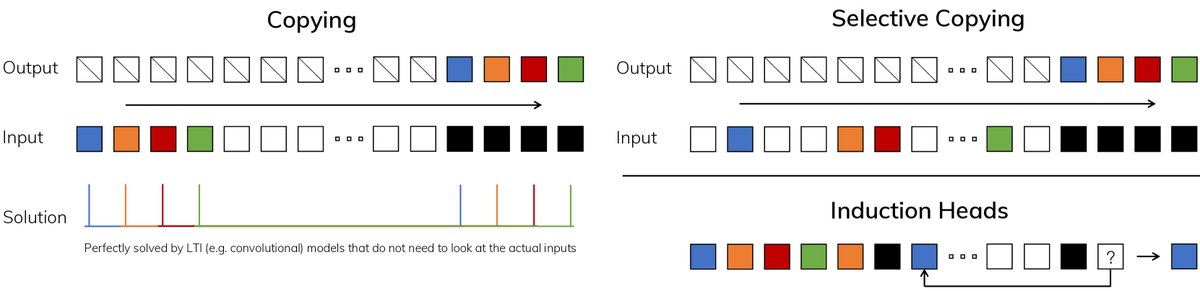 Copying
Output
Input
Solution
Perfectly solved by LTI (e.g. convolutional) models that do not need to look at the actual inputs
Selective Copying
Output
Input
Induction Heads
?